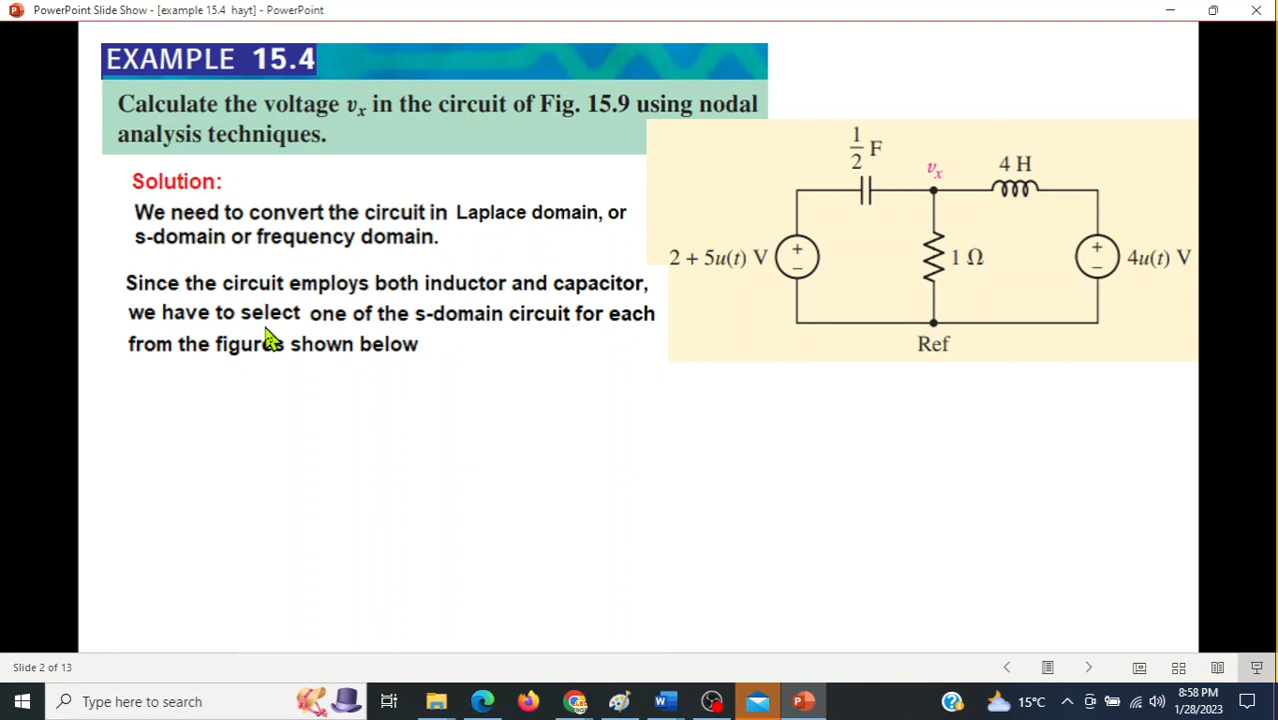 PowerPoint Slide Show - [example 15.4 hayt] - PowerPoint
EXAMPLE 15.4
Calculate the voltage vₓ in the circuit of Fig. 15.9 using nodal
analysis techniques.
Solution:
We need to convert the circuit in Laplace domain, or
s-domain or frequency domain.
Since the circuit employs both inductor and capacitor,
we have to select one of the s-domain circuit for each
from the figures shown below
1/2 F
vₓ
4 H
2 + 5u(t) V
+
−
1 Ω
+
−
4u(t) V
Ref
Slide 2 of 13
Type here to search
15°C
8:58 PM
1/28/2023